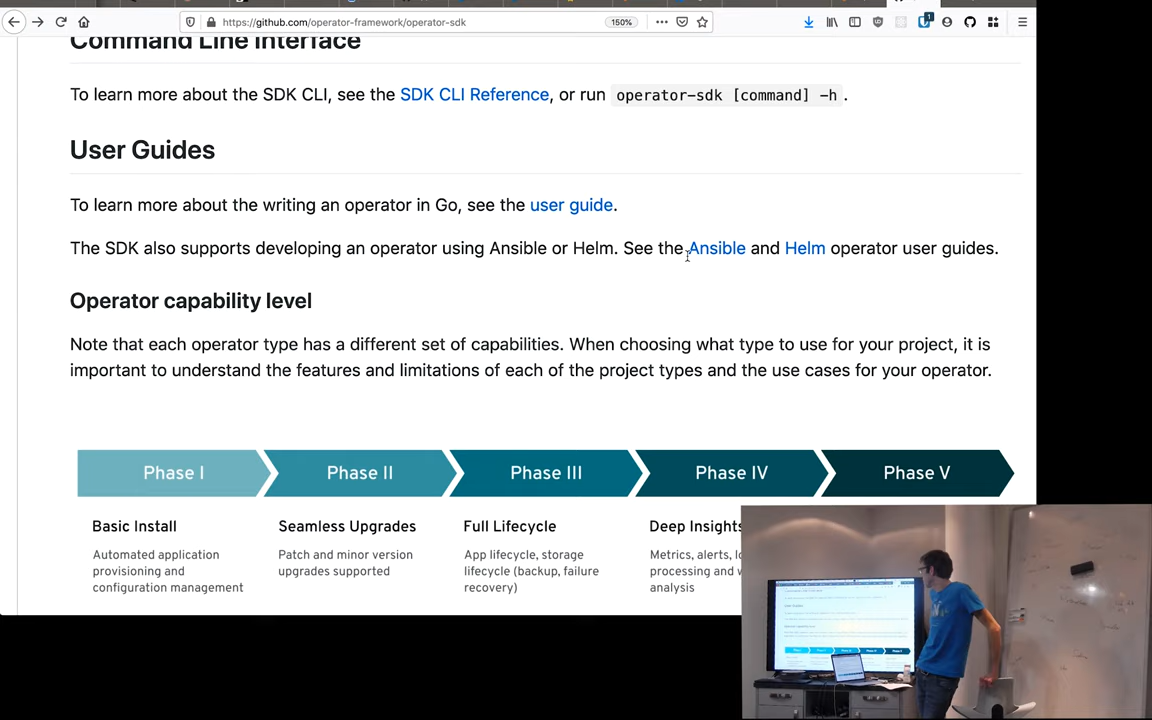 https://github.com/operator-framework/operator-sdk
150%
1
Command Line Interface
To learn more about the SDK CLI, see the SDK CLI Reference, or run operator-sdk [command] -h.
User Guides
To learn more about the writing an operator in Go, see the user guide.
The SDK also supports developing an operator using Ansible or Helm. See the Ansible and Helm operator user guides.
Operator capability level
Note that each operator type has a different set of capabilities. When choosing what type to use for your project, it is
important to understand the features and limitations of each of the project types and the use cases for your operator.
Phase I
Phase II
Phase III
Phase IV
Phase V
Basic Install
Automated application
provisioning and
configuration management
Seamless Upgrades
Patch and minor version
upgrades supported
Full Lifecycle
App lifecycle, storage
lifecycle (backup, failure
recovery)
Deep Insights
Metrics, alerts,
processing and
analysis